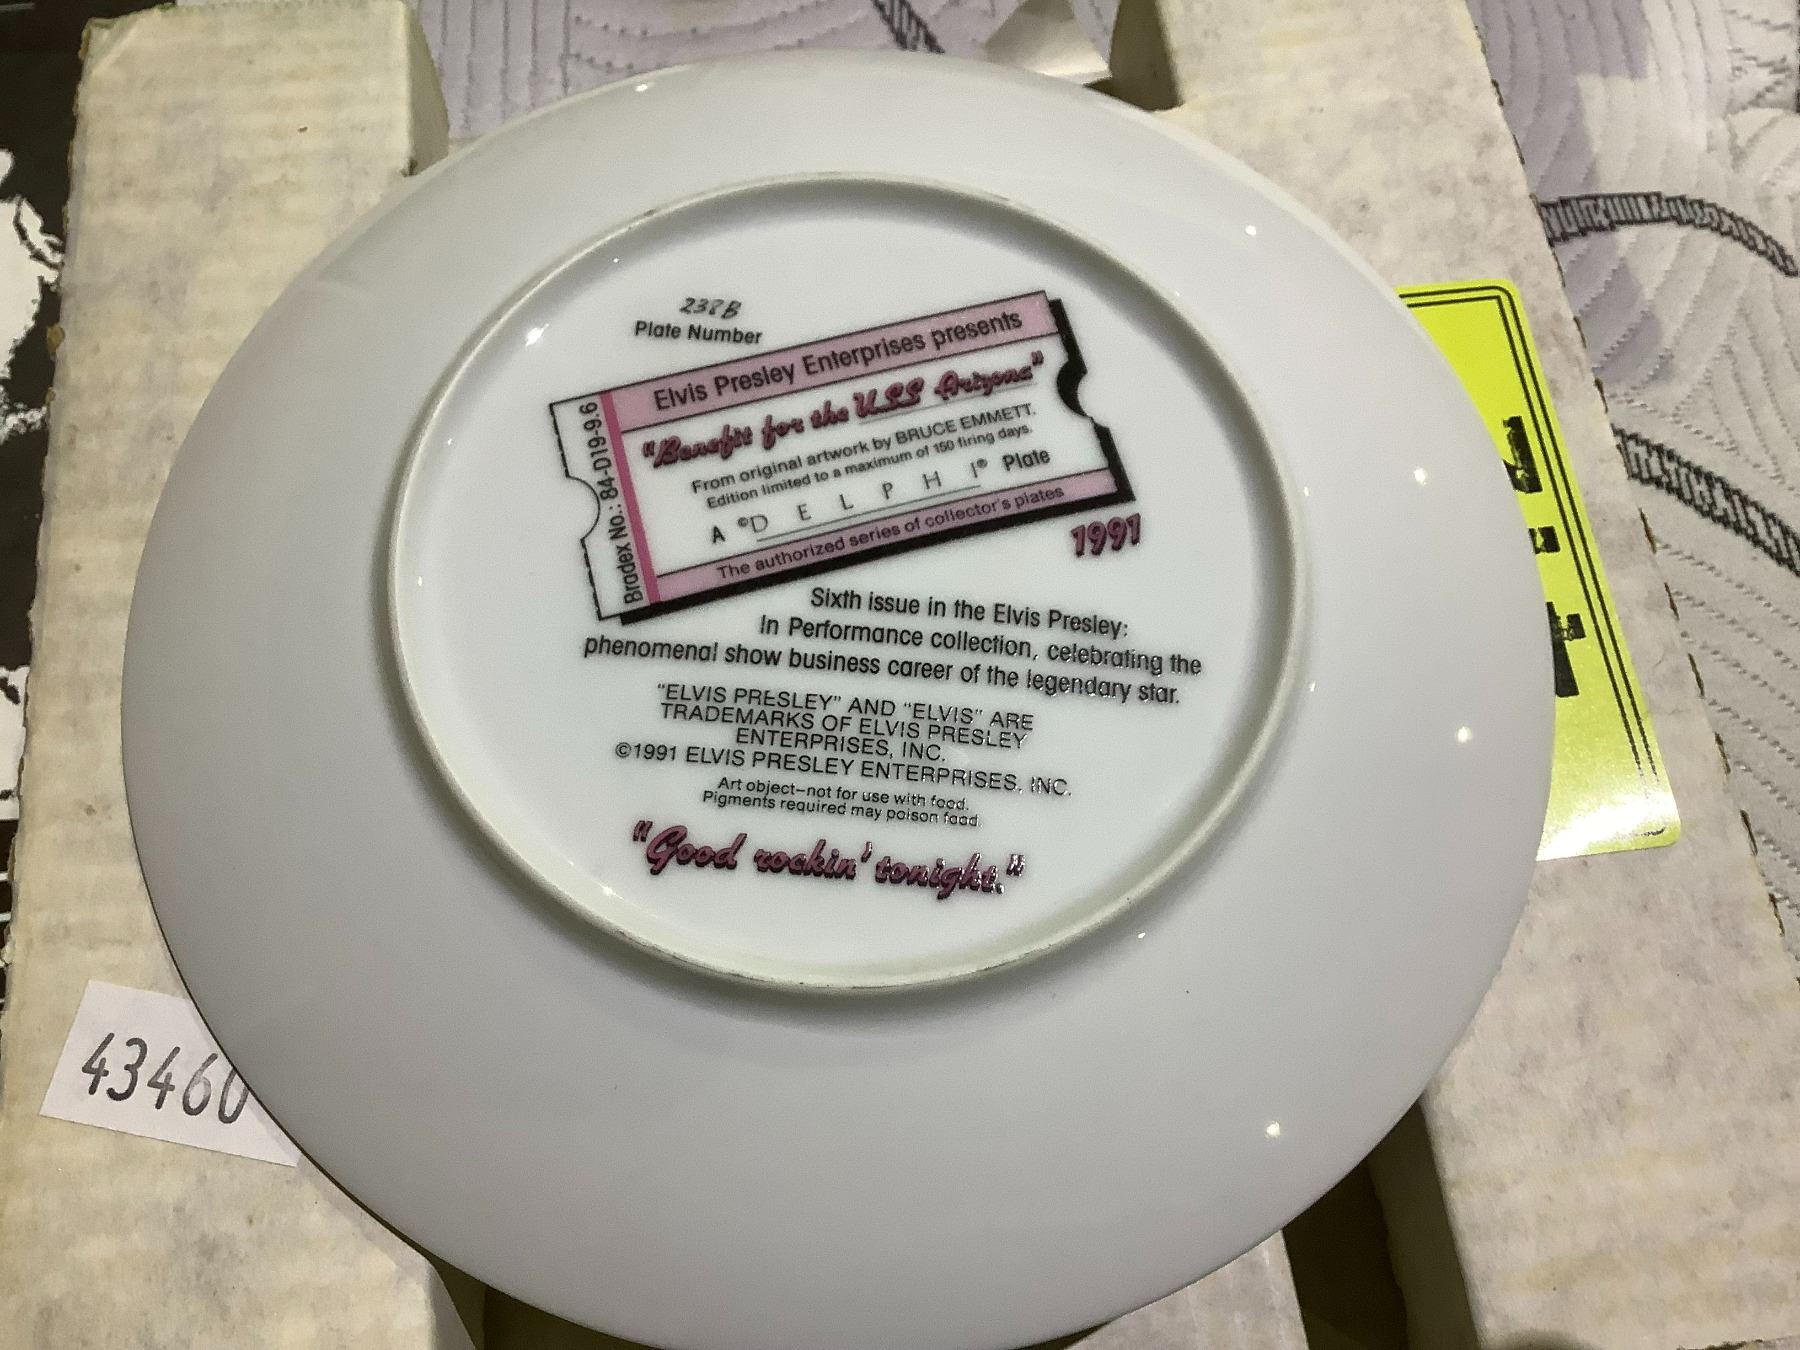 238B
Plate Number
Elvis Presley Enterprises presents
"Benefit for the USS Arizona"
From original artwork by BRUCE EMMETT.
Edition limited to a maximum of 150 firing days.
A ©DELPHI® Plate
The authorized series of collector's plates
Bradex No.: 84-D19-9.6
1991
Sixth issue in the Elvis Presley:
In Performance collection, celebrating the
phenomenal show business career of the legendary star.
"ELVIS PRESLEY" AND "ELVIS" ARE
TRADEMARKS OF ELVIS PRESLEY
ENTERPRISES, INC.
©1991 ELVIS PRESLEY ENTERPRISES, INC.
Art object–not for use with food.
Pigments required may poison food.
"Good rockin' tonight."
43460